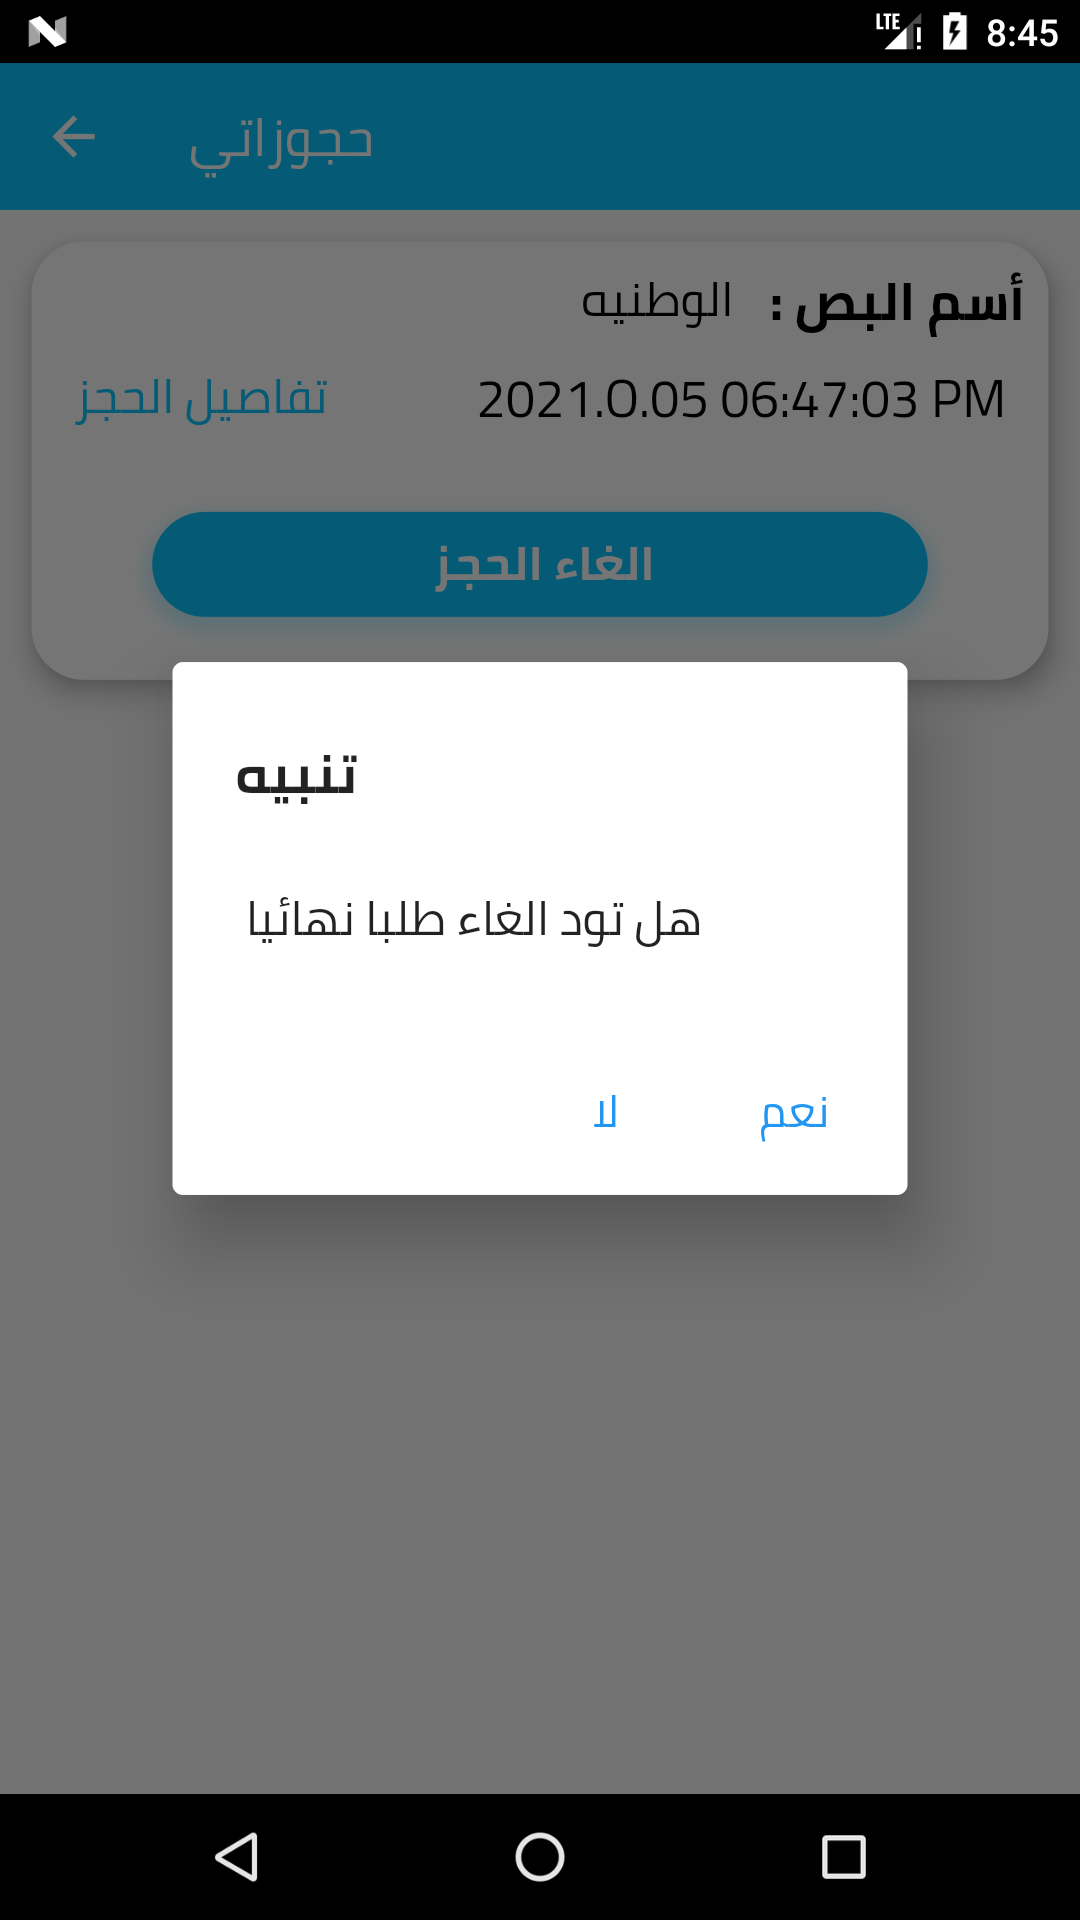 LTE 8:45
حجوزاتي
أسم البص : الوطنيه
2021.0.05 06:47:03 PM
تفاصيل الحجز
الغاء الحجز
تنبيه
هل تود الغاء طلبا نهائيا
نعم
لا